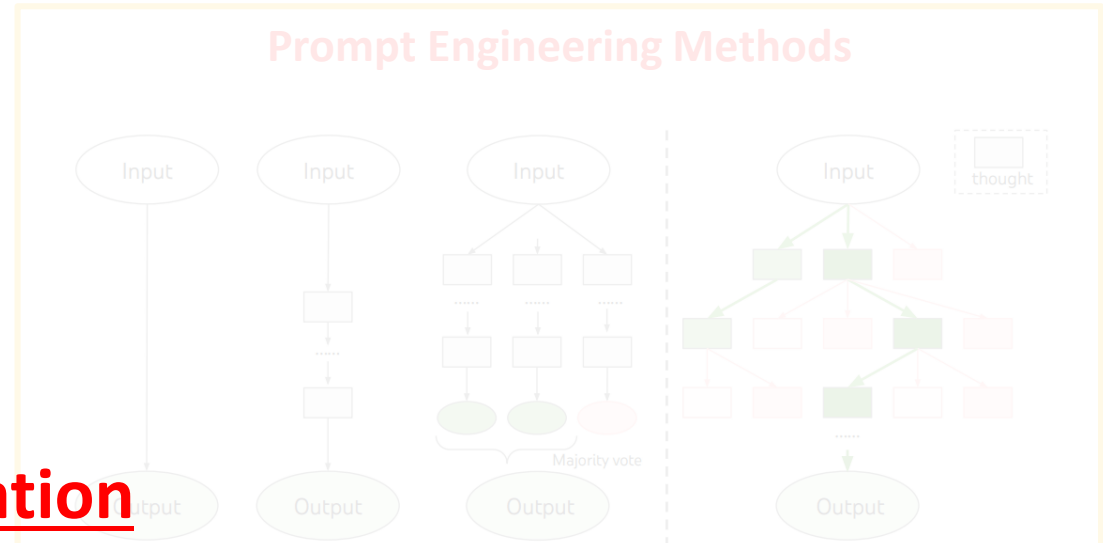 Prompt Engineering Methods
Input Input Input Input
thought
......
......
......
......
......
Majority vote
Output Output Output Output
ation